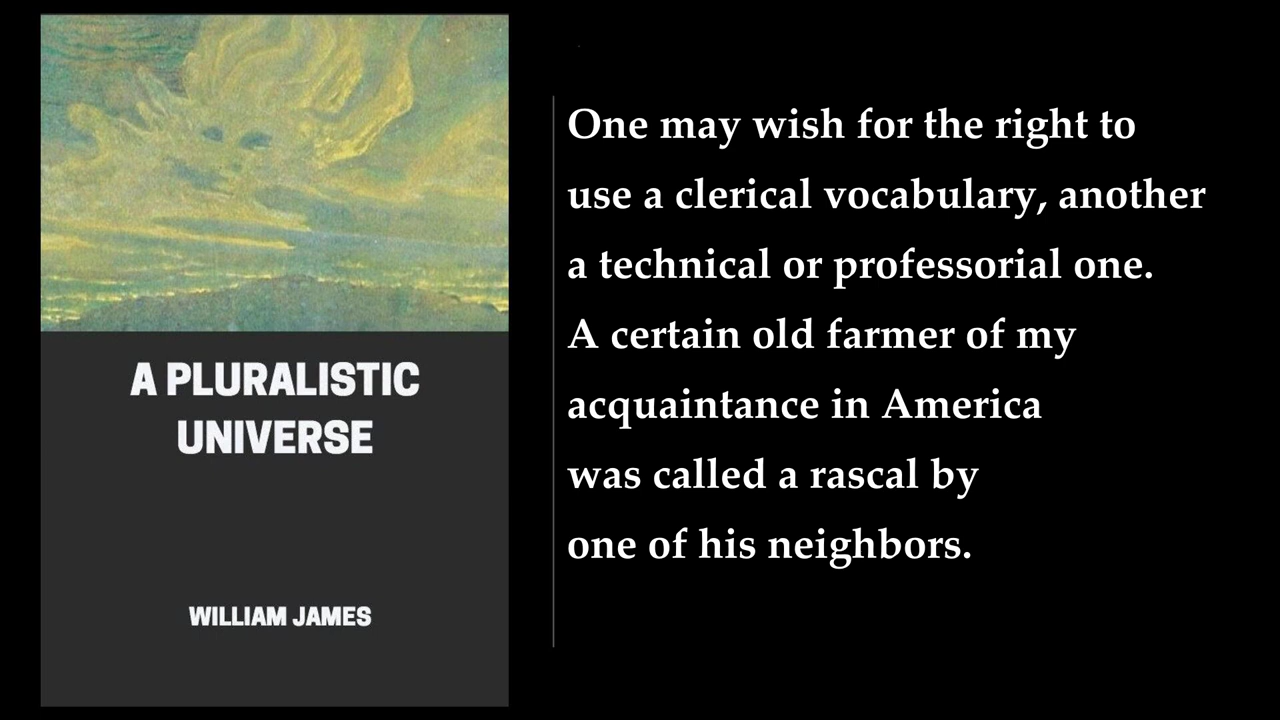 A PLURALISTIC
UNIVERSE
WILLIAM JAMES
One may wish for the right to
use a clerical vocabulary, another
a technical or professorial one.
A certain old farmer of my
acquaintance in America
was called a rascal by
one of his neighbors.